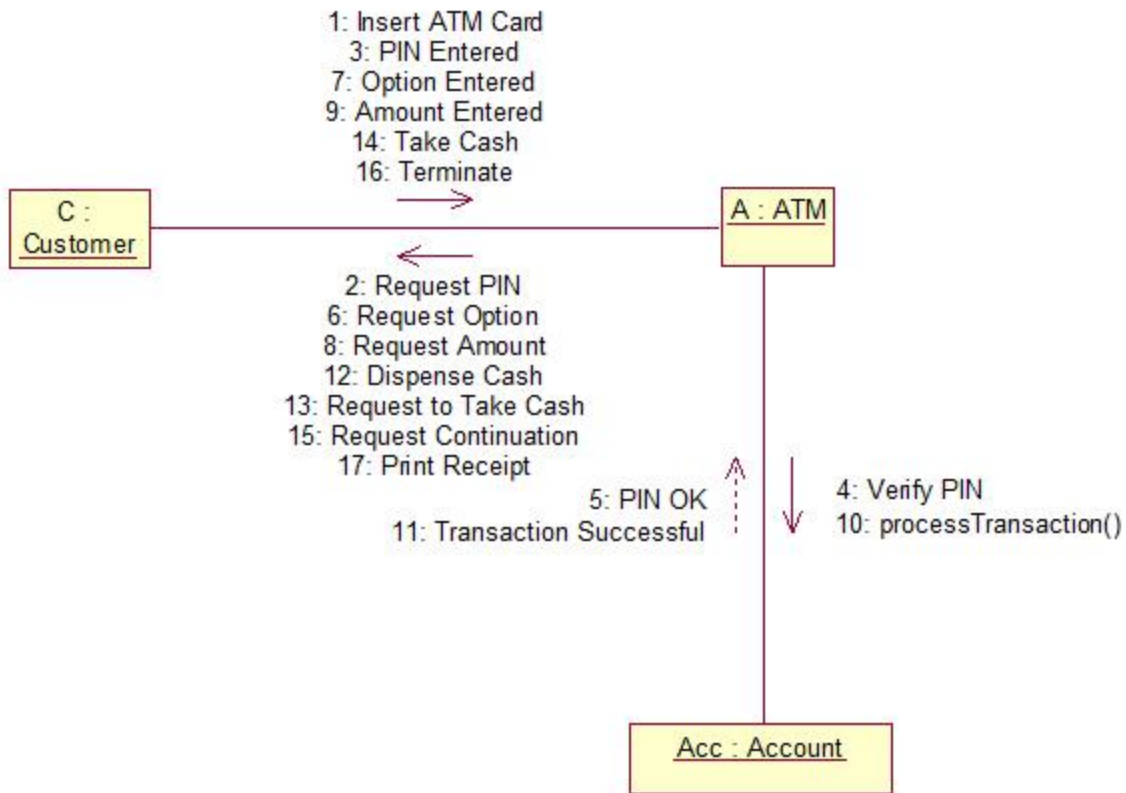 1: Insert ATM Card
3: PIN Entered
7: Option Entered
9: Amount Entered
14: Take Cash
16: Terminate
C :
Customer
A : ATM
2: Request PIN
6: Request Option
8: Request Amount
12: Dispense Cash
13: Request to Take Cash
15: Request Continuation
17: Print Receipt
5: PIN OK
11: Transaction Successful
4: Verify PIN
10: processTransaction()
Acc : Account